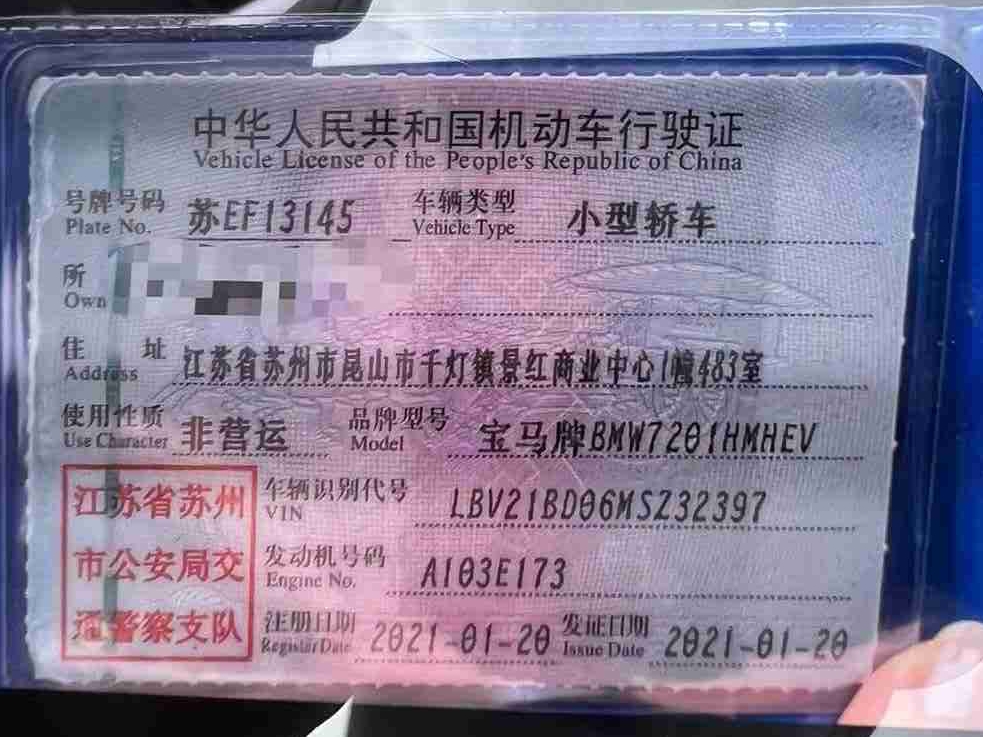 中华人民共和国机动车行驶证
Vehicle License of the People's Republic of China
号牌号码 苏EF13145 车辆类型 小型轿车
Plate No. Vehicle Type
所
Own
住 址 江苏省苏州市昆山市千灯镇景红商业中心1幢483室
Address
使用性质 非营运 品牌型号 宝马牌BMW7201HMHEV
Use Character Model
江苏省苏州 车辆识别代号 LBV21BD06MSZ32397
VIN
市公安局交 发动机号码 A103E173
Engine No.
通警察支队 注册日期 2021-01-20 发证日期 2021-01-20
Register Date Issue Date